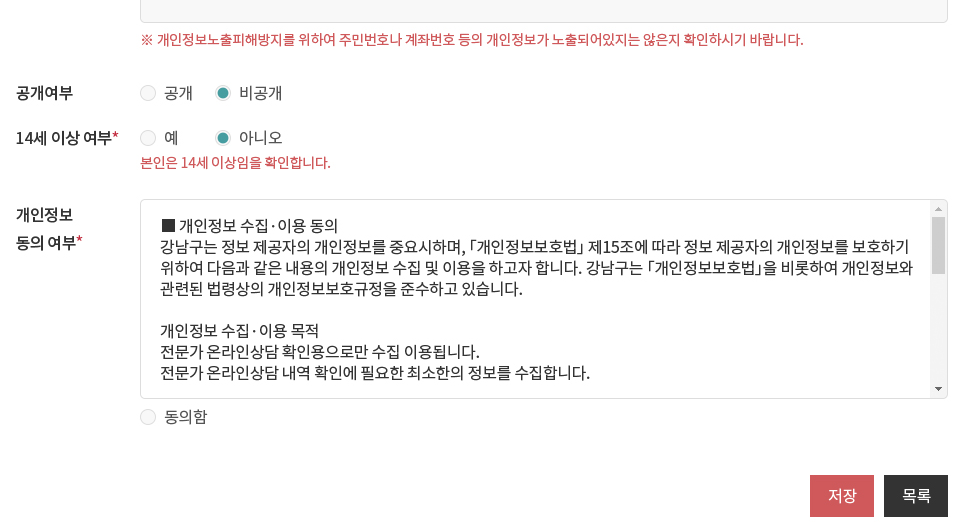 ※ 개인정보노출피해방지를 위하여 주민번호나 계좌번호 등의 개인정보가 노출되어있지는 않은지 확인하시기 바랍니다.
공개여부 공개 비공개
14세 이상 여부* 예 아니오
본인은 14세 이상임을 확인합니다.
개인정보
동의 여부*
■ 개인정보 수집·이용 동의
강남구는 정보 제공자의 개인정보를 중요시하며, 「개인정보보호법」 제15조에 따라 정보 제공자의 개인정보를 보호하기
위하여 다음과 같은 내용의 개인정보 수집 및 이용을 하고자 합니다. 강남구는 「개인정보보호법」을 비롯하여 개인정보와
관련된 법령상의 개인정보보호규정을 준수하고 있습니다.
개인정보 수집·이용 목적
전문가 온라인상담 확인용으로만 수집 이용됩니다.
전문가 온라인상담 내역 확인에 필요한 최소한의 정보를 수집합니다.
동의함
저장 목록